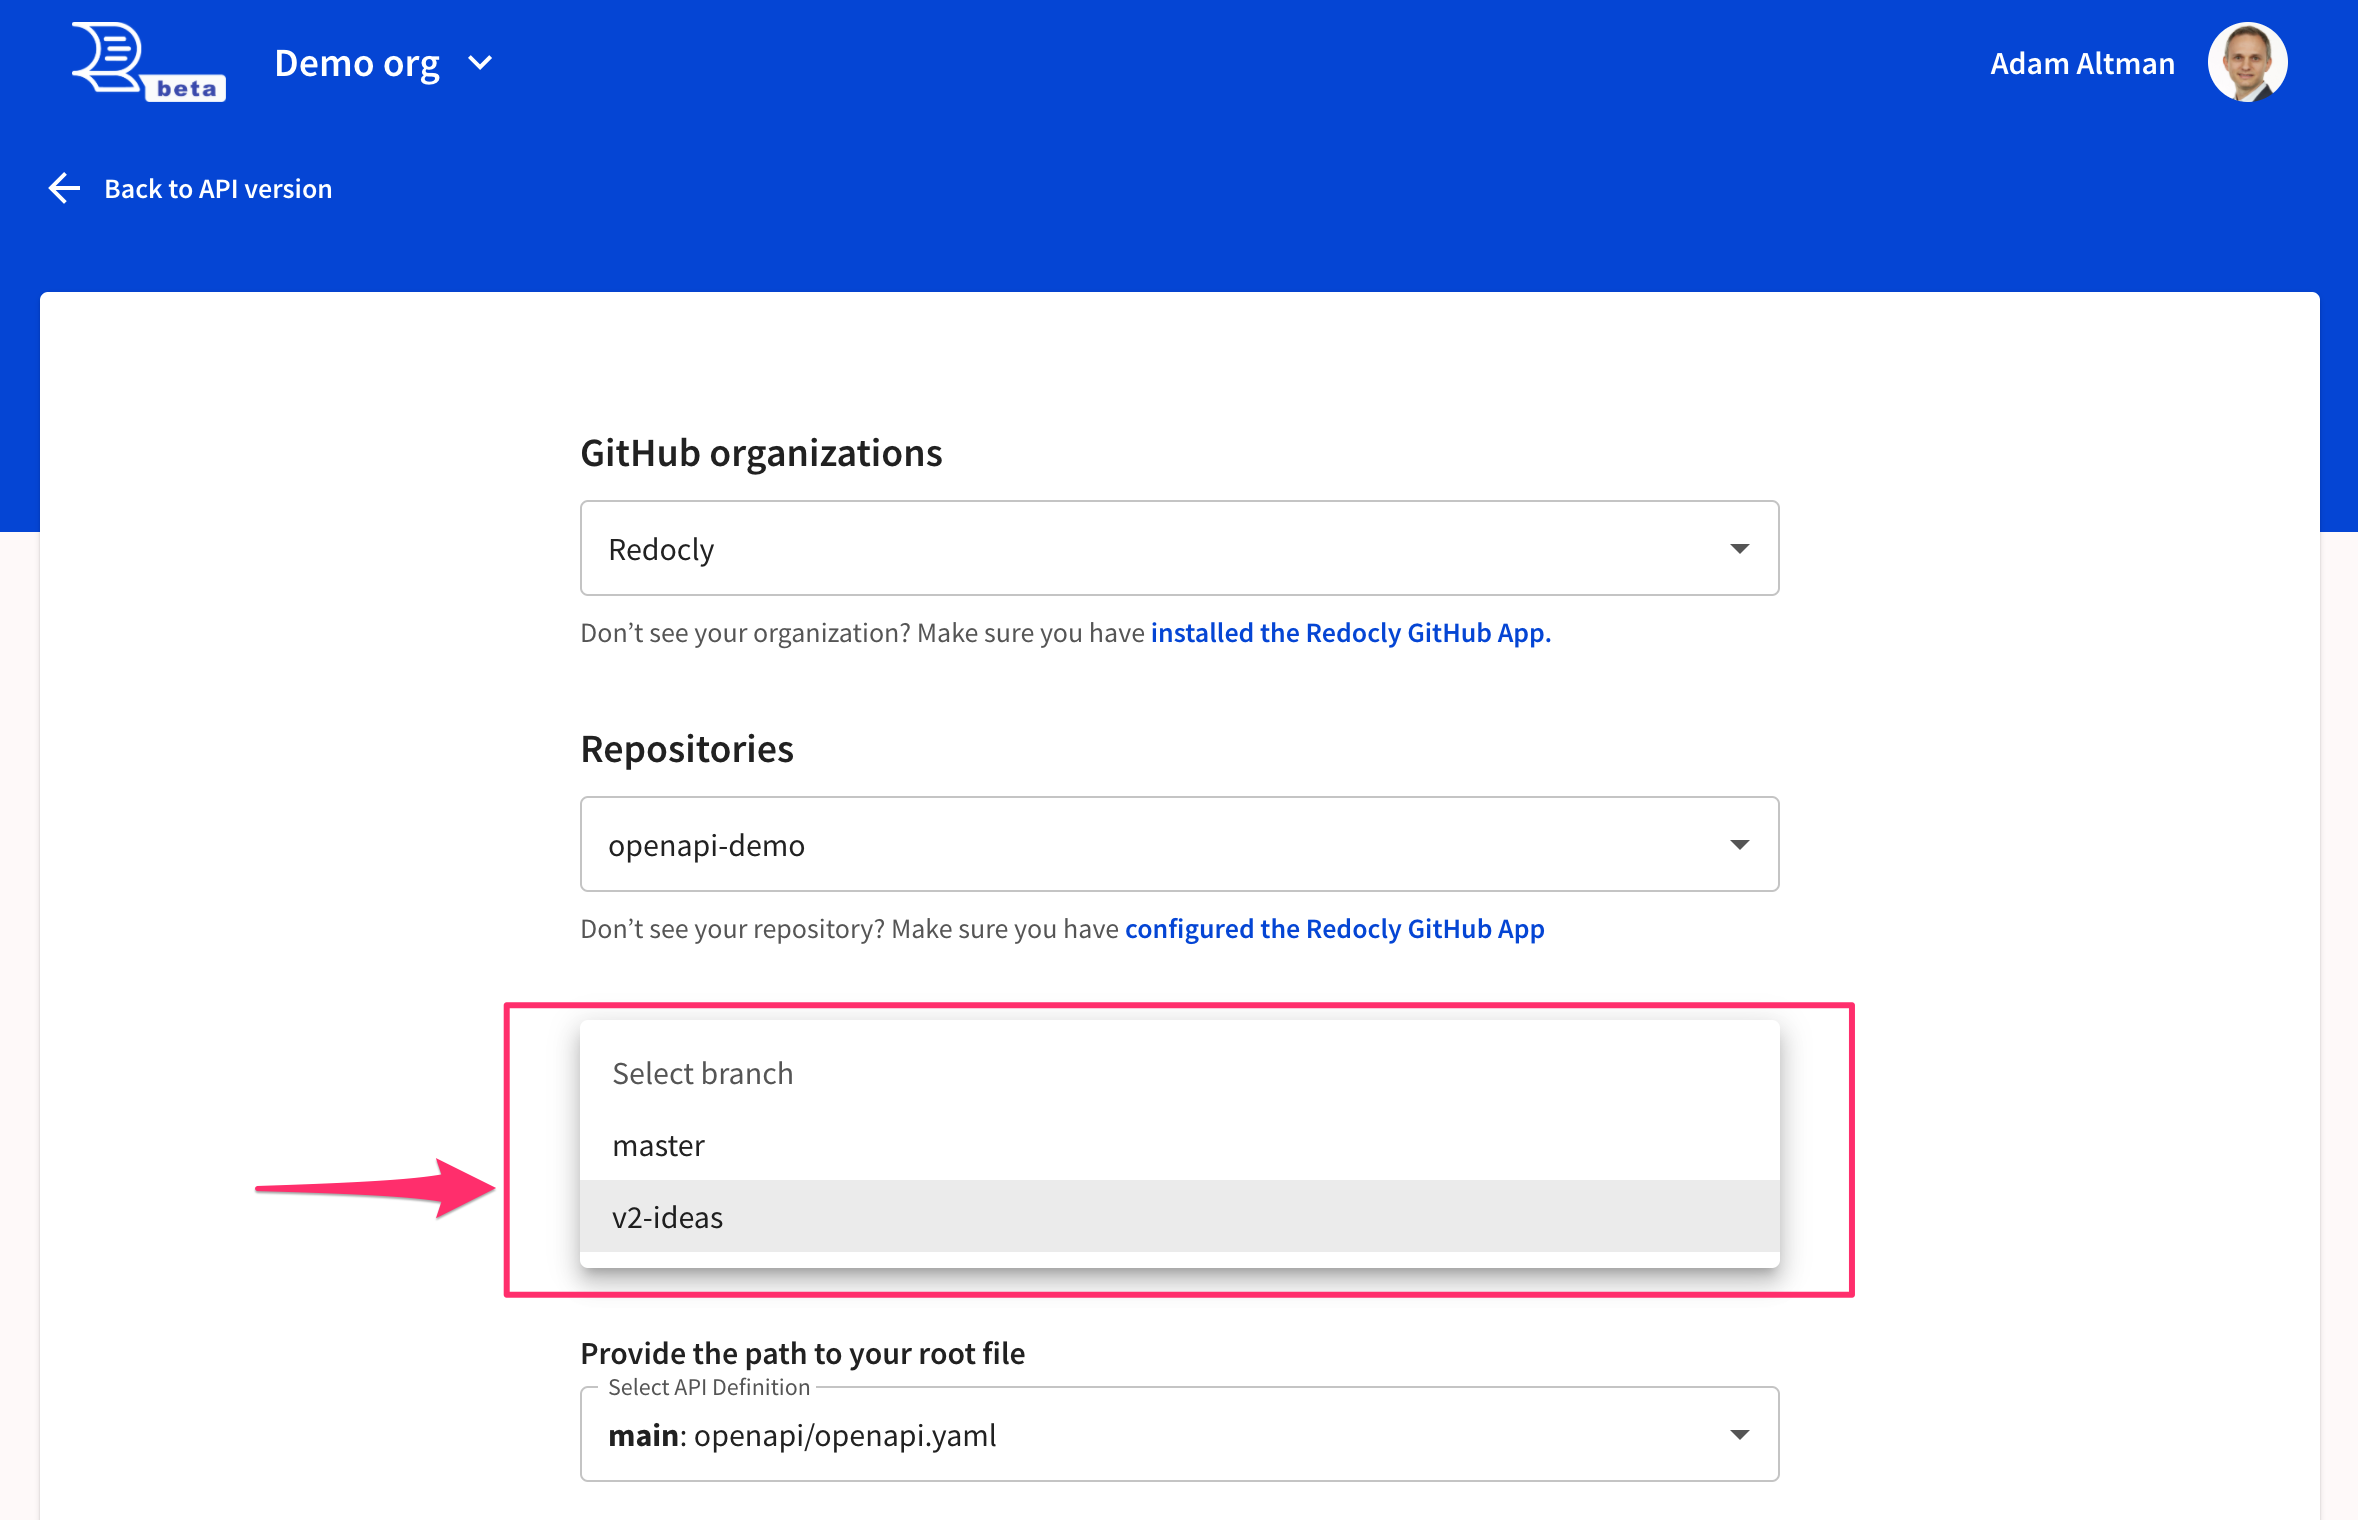 beta
Demo org
Adam Altman
Back to API version
GitHub organizations
Redocly
Don’t see your organization? Make sure you have installed the Redocly GitHub App.
Repositories
openapi-demo
Don’t see your repository? Make sure you have configured the Redocly GitHub App
Select branch
master
v2-ideas
Provide the path to your root file
Select API Definition
main: openapi/openapi.yaml